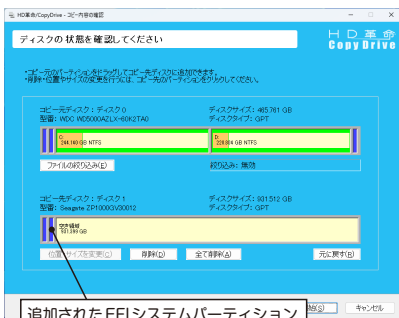 HD革命/CopyDrive - コピー内容の確認
ディスクの状態を確認してください
HD革命
Copy Drive
・コピー元のパーティションをドラッグしてコピー先ディスクに追加できます。
・削除・位置やサイズの変更を行うには、コピー先のパーティションを右クリックしてください。
コピー元ディスク：ディスク 0
ディスクサイズ: 465.761 GB
型番: WDC WD5000AZLX-60K2TA0
ディスクタイプ: GPT
C:
244.140 GB NTFS
D:
220.814 GB NTFS
ファイルの絞り込み(E)
絞り込み: 無効
コピー先ディスク：ディスク 1
ディスクサイズ: 931.512 GB
型番: Seagate ZP1000GV30012
ディスクタイプ: GPT
空き領域
931.299 GB
位置・サイズを変更(C)
削除(D)
全て削除(A)
元に戻す(B)
(S)
キャンセル
追加されたEFIシステムパーティション